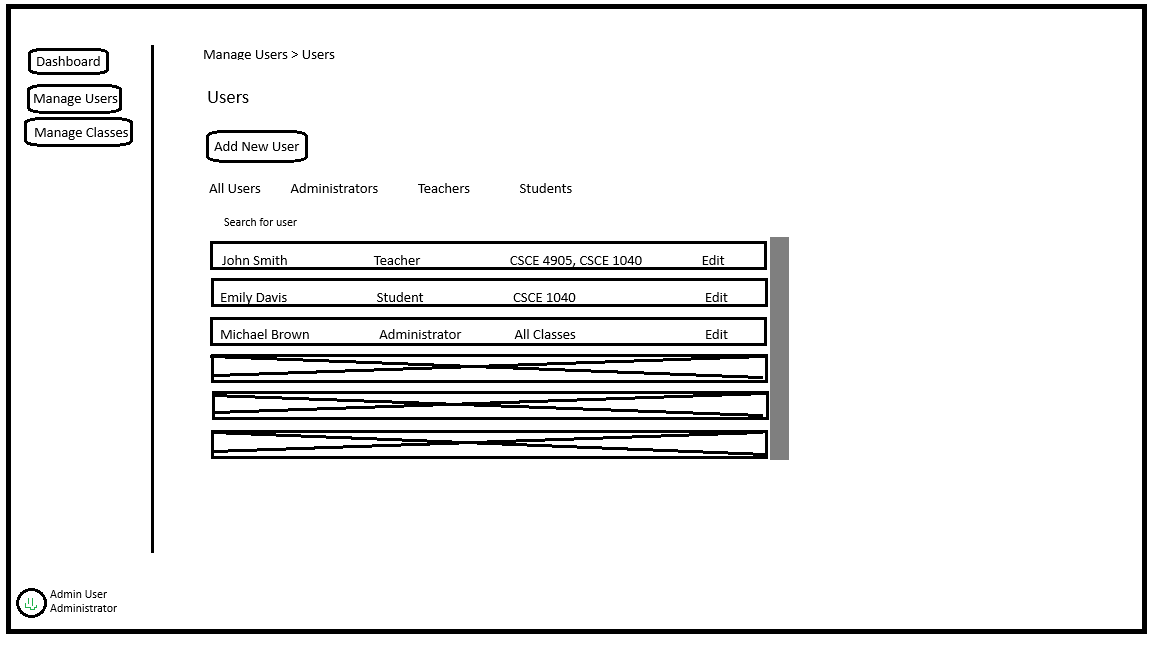 Dashboard
Manage Users
Manage Classes
Manage Users > Users
Users
Add New User
All Users Administrators Teachers Students
Search for user
John Smith Teacher CSCE 4905, CSCE 1040 Edit
Emily Davis Student CSCE 1040 Edit
Michael Brown Administrator All Classes Edit
Admin User
Administrator